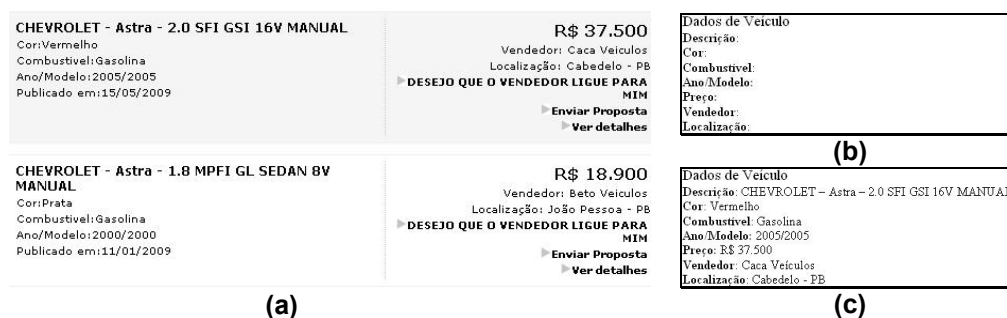 CHEVROLET - Astra - 2.0 SFI GSI 16V MANUAL
Cor:Vermelho
Combustivel:Gasolina
Ano/Modelo:2005/2005
Publicado em:15/05/2009
R$ 37.500
Vendedor: Caca Veiculos
Localização: Cabedelo - PB
DESEJO QUE O VENDEDOR LIGUE PARA
MIM
Enviar Proposta
Ver detalhes
CHEVROLET - Astra - 1.8 MPFI GL SEDAN 8V
MANUAL
Cor:Prata
Combustivel:Gasolina
Ano/Modelo:2000/2000
Publicado em:11/01/2009
R$ 18.900
Vendedor: Beto Veiculos
Localização: João Pessoa - PB
DESEJO QUE O VENDEDOR LIGUE PARA
MIM
Enviar Proposta
Ver detalhes
(a)
Dados de Veículo
Descrição:
Cor:
Combustível:
Ano/Modelo:
Preço:
Vendedor:
Localização:
(b)
Dados de Veículo
Descrição: CHEVROLET – Astra – 2.0 SFI GSI 16V MANUAL
Cor: Vermelho
Combustível: Gasolina
Ano/Modelo: 2005/2005
Preço: R$ 37.500
Vendedor: Caca Veículos
Localização: Cabedelo - PB
(c)